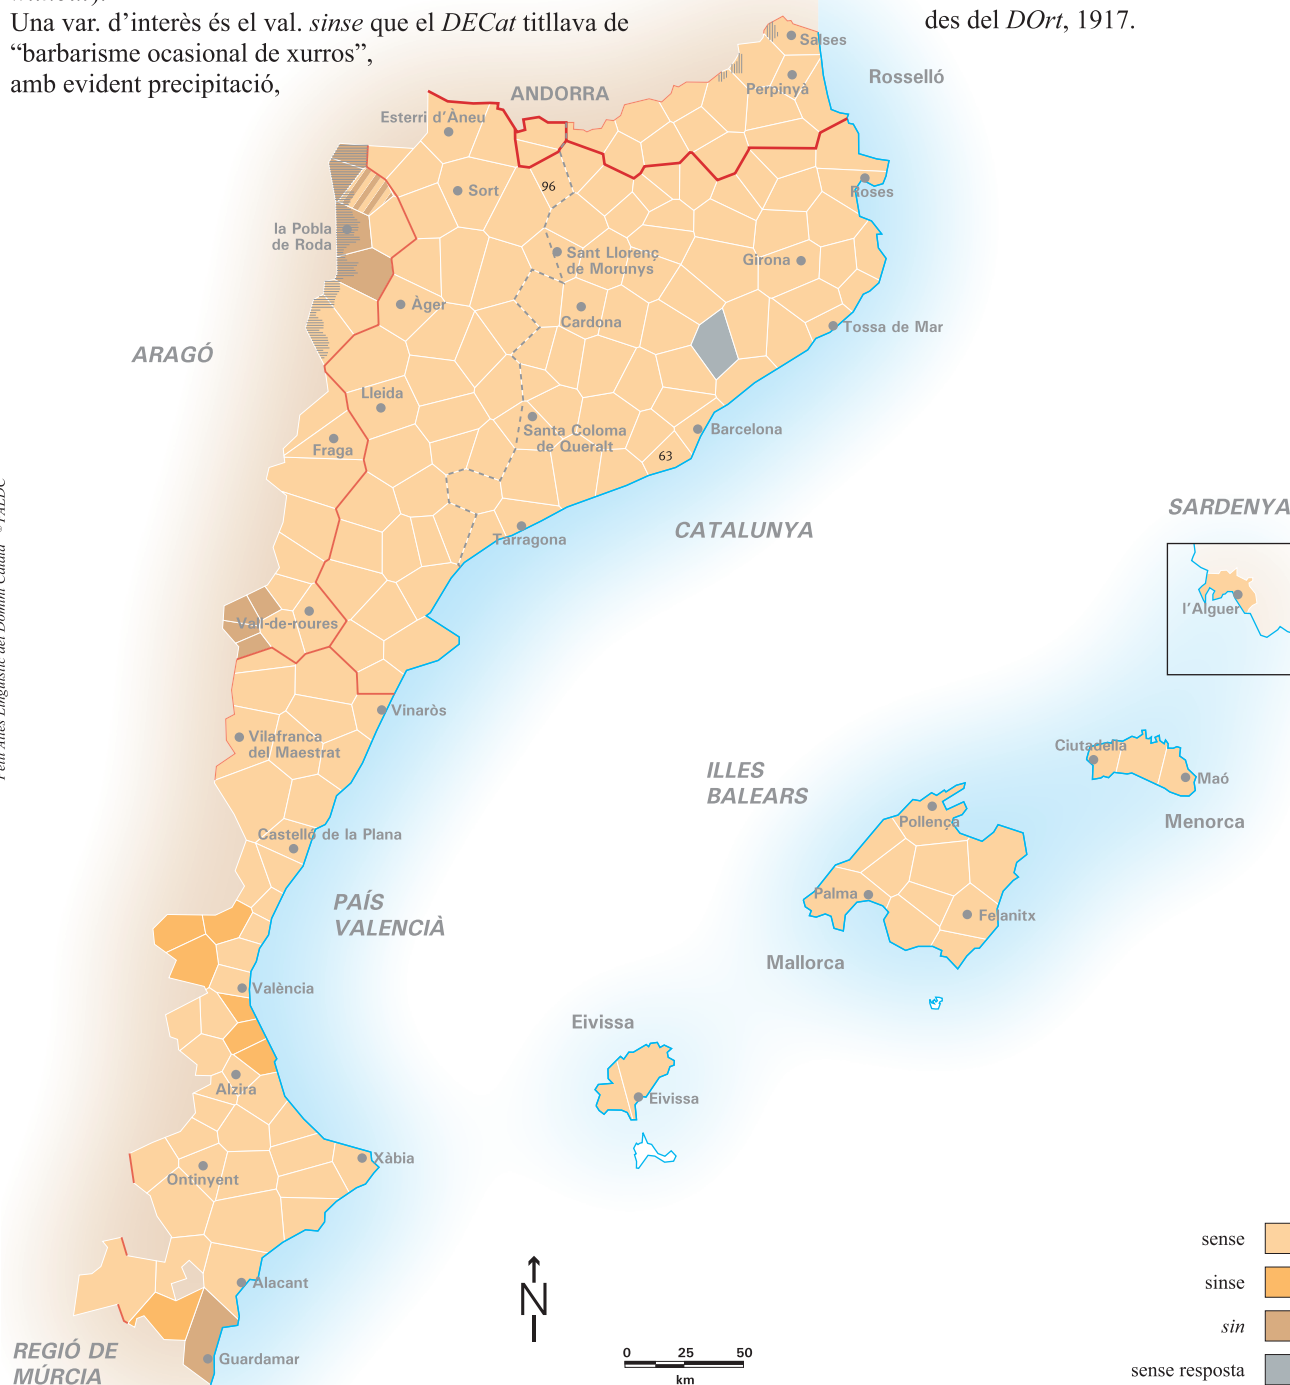 Una var. d’interès és el val. sinse que el DECat titllava de
“barbarisme ocasional de xurros”,
amb evident precipitació,
des del DOrt, 1917.
Salses
Rosselló
Perpinyà
ANDORRA
Esterri d’Àneu
Sort
96
Roses
la Pobla
de Roda
Sant Llorenç
de Morunys
Girona
Àger
Cardona
Tossa de Mar
ARAGÓ
Lleida
Santa Coloma
de Queralt
Barcelona
Fraga
63
Tarragona
CATALUNYA
SARDENYA
l’Alguer
Vall-de-roures
Vinaròs
Vilafranca
del Maestrat
Ciutadella
Maó
Menorca
ILLES
BALEARS
Pollença
Castelló de la Plana
Palma
Felanitx
PAÍS
VALENCIÀ
Mallorca
València
Eivissa
Eivissa
Alzira
Xàbia
Ontinyent
Alacant
Guardamar
REGIÓ DE
MÚRCIA
N
0 25 50
km
sense
sinse
sin
sense resposta